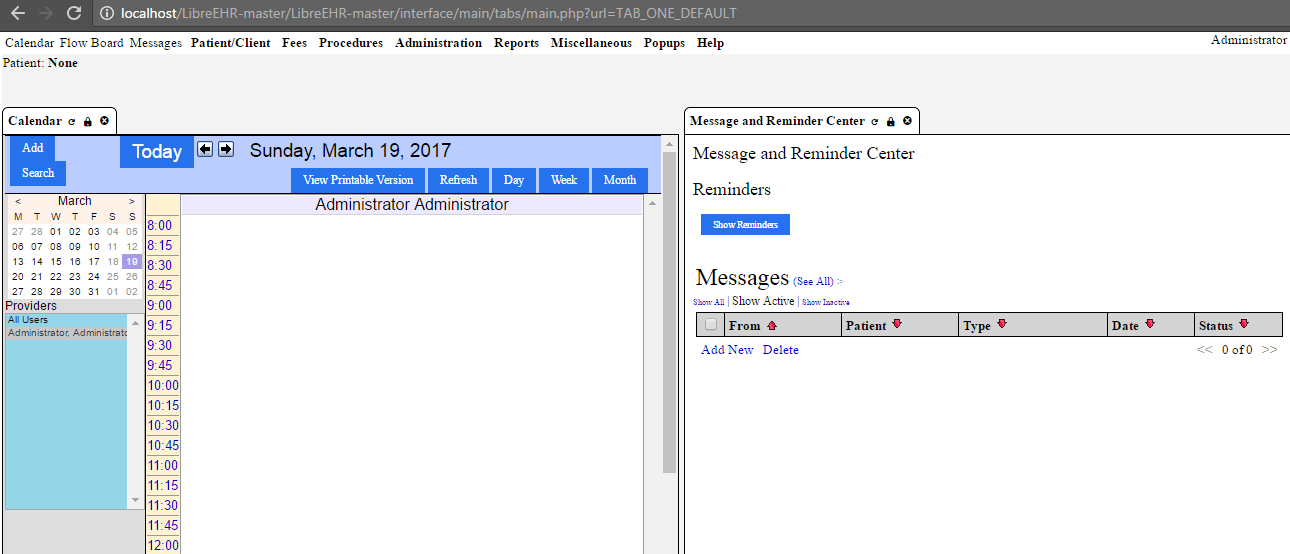 localhost/LibreEHR-master/LibreEHR-master/interface/main/tabs/main.php?url=TAB_ONE_DEFAULT
Calendar Flow Board Messages Patient/Client Fees Procedures Administration Reports Miscellaneous Popups Help Administrator
Patient: None
Calendar
Add
Search
Today
Sunday, March 19, 2017
View Printable Version Refresh Day Week Month
< March >
M T W T F S S
27 28 01 02 03 04 05
06 07 08 09 10 11 12
13 14 15 16 17 18 19
20 21 22 23 24 25 26
27 28 29 30 31 01 02
Providers
All Users
Administrator, Administrato
Administrator Administrator
8:00
8:15
8:30
8:45
9:00
9:15
9:30
9:45
10:00
10:15
10:30
10:45
11:00
11:15
11:30
11:45
12:00
Message and Reminder Center
Message and Reminder Center
Reminders
Show Reminders
Messages (See All) >
Show All | Show Active | Show Inactive
From Patient Type Date Status
Add New Delete << 0 of 0 >>